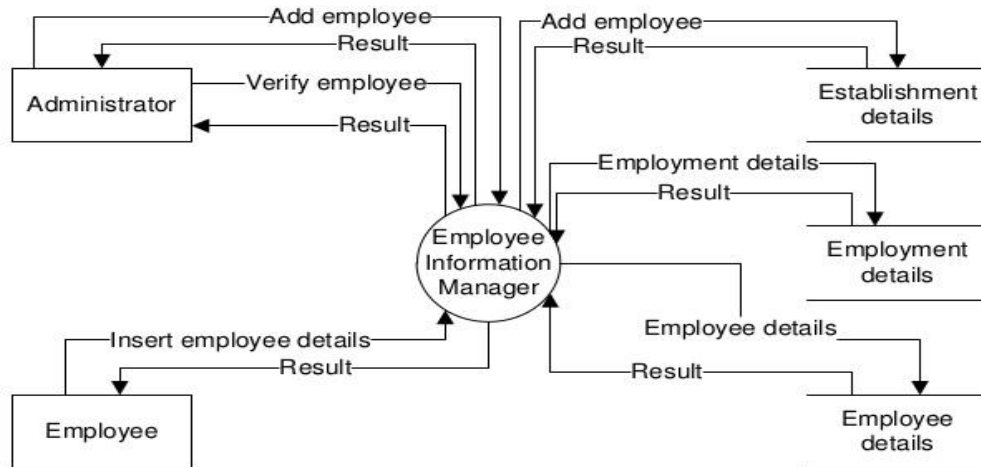 Add employee
Result
Verify employee
Administrator
Result
Add employee
Result
Establishment
details
Employment details
Result
Employment
details
Employee
Information
Manager
Employee details
Result
Employee
details
Insert employee details
Result
Employee